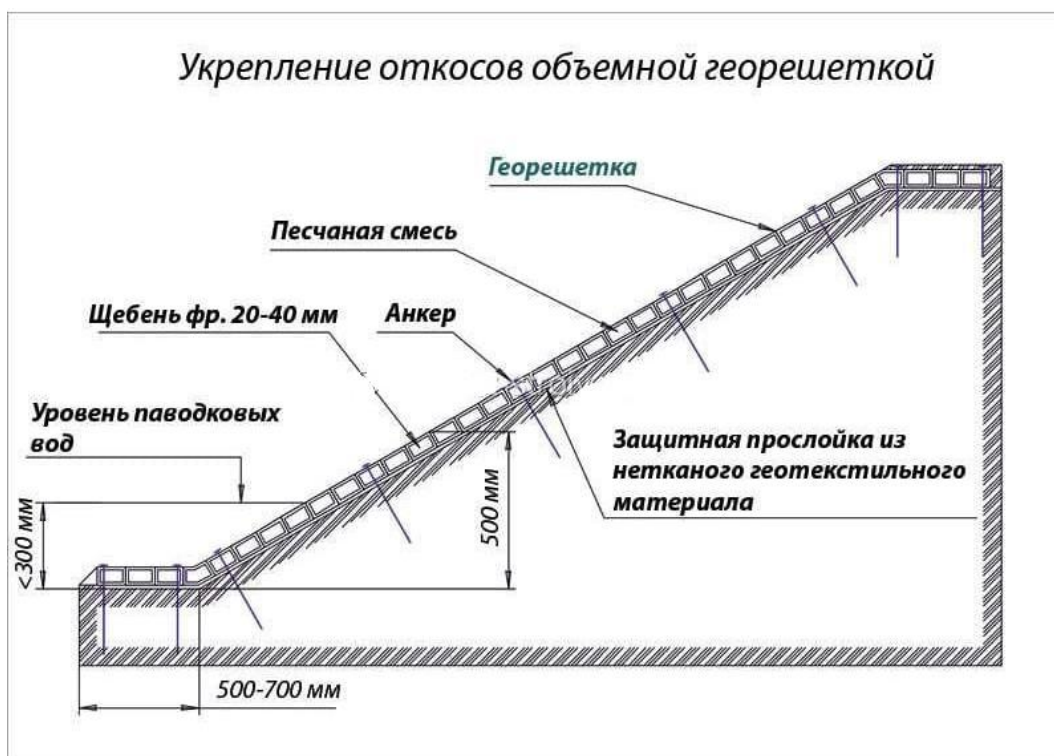 Укрепление откосов объемной георешеткой
Георешетка
Песчаная смесь
Щебень фр. 20-40 мм
Анкер
Уровень паводковых
вод
Защитная прослойка из
нетканого геотекстильного
материала
<300 мм
500 мм
500-700 мм